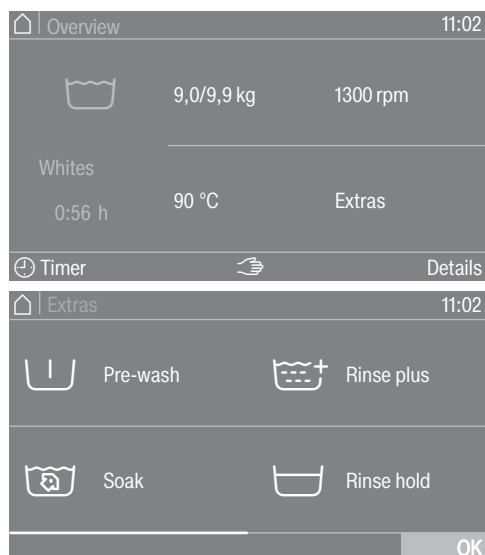 Overview 11:02
9,0/9,9 kg 1300 rpm
Whites
0:56 h
90 °C Extras
Timer Details
Extras 11:02
Pre-wash Rinse plus
Soak Rinse hold
OK